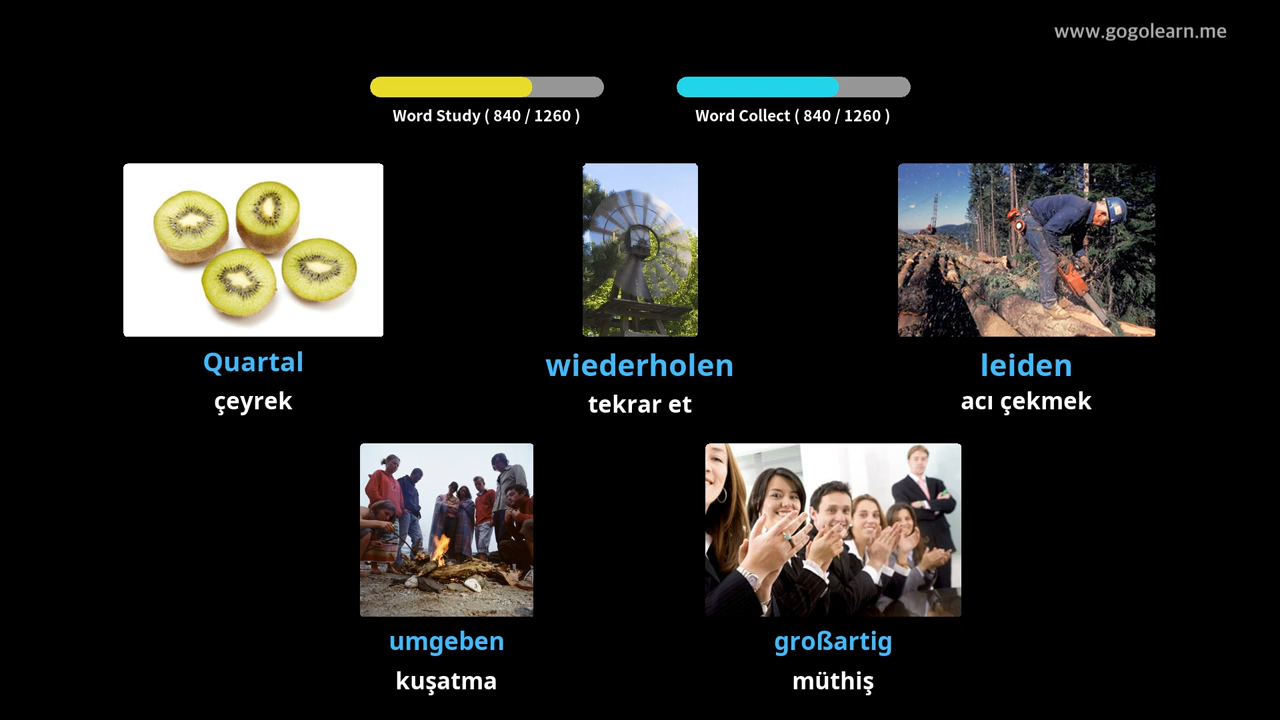 www.gogolearn.me
Word Study ( 840 / 1260 )
Word Collect ( 840 / 1260 )
Quartal
çeyrek
wiederholen
tekrar et
leiden
acı çekmek
umgeben
kuşatma
großartig
müthiş